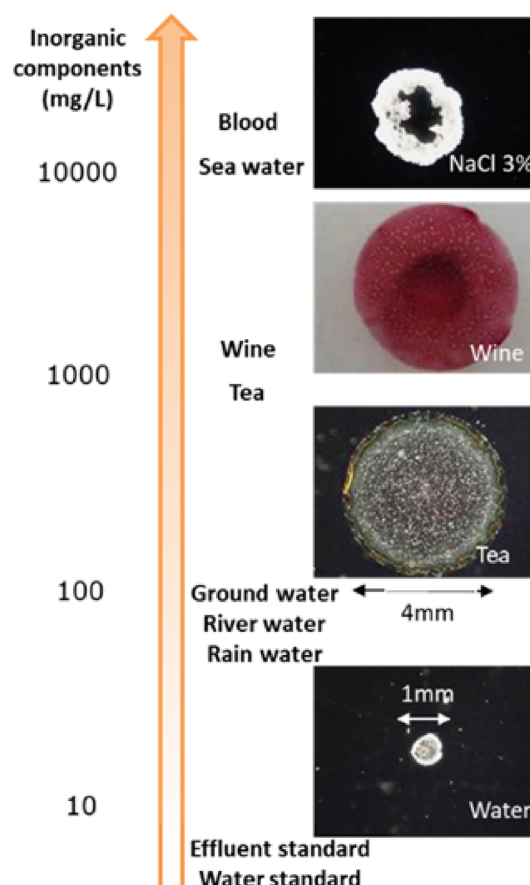 Inorganic
components
(mg/L)
10000
1000
100
10
Blood
Sea water
Wine
Tea
Ground water
River water
Rain water
Effluent standard
Water standard
NaCl 3%
Wine
Tea
4mm
1mm
Water